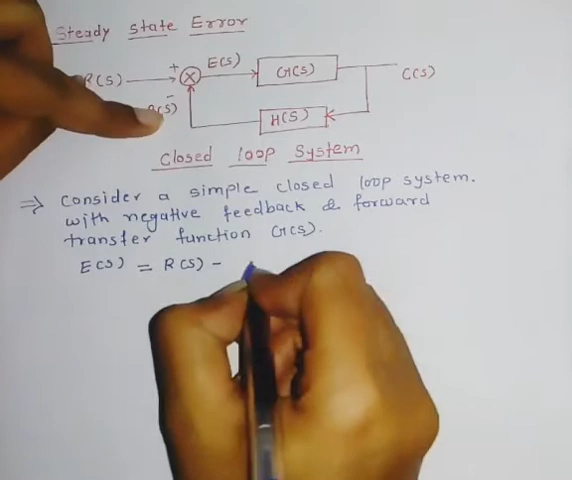 Steady state Error
R(S)
+
E(S)
G(S)
C(S)
-
H(S)
Closed loop System
⇒ Consider a simple closed loop system.
with negative feedback & forward
transfer function G(S).
E(S) = R(S) -